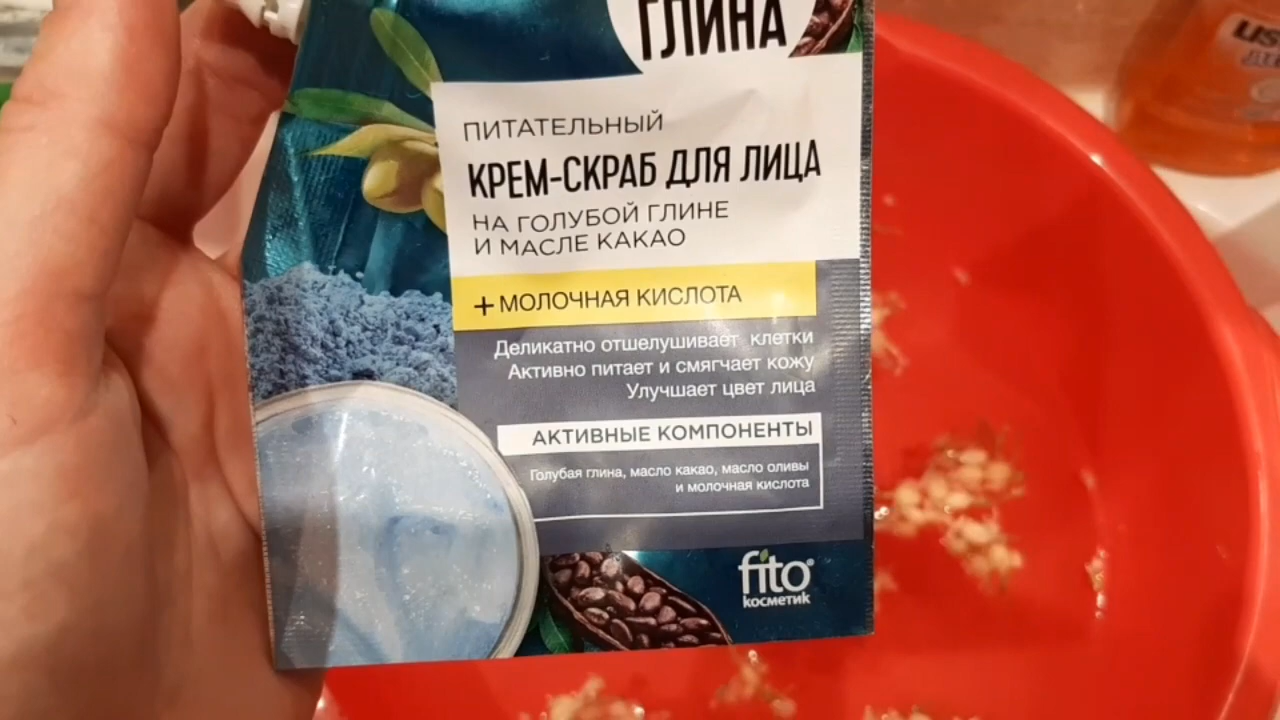 ГЛИНА
ПИТАТЕЛЬНЫЙ
КРЕМ-СКРАБ ДЛЯ ЛИЦА
НА ГОЛУБОЙ ГЛИНЕ
И МАСЛЕ КАКАО
+ МОЛОЧНАЯ КИСЛОТА
Деликатно отшелушивает клетки
Активно питает и смягчает кожу
Улучшает цвет лица
АКТИВНЫЕ КОМПОНЕНТЫ
Голубая глина, масло какао, масло оливы
и молочная кислота
fito®
косметик